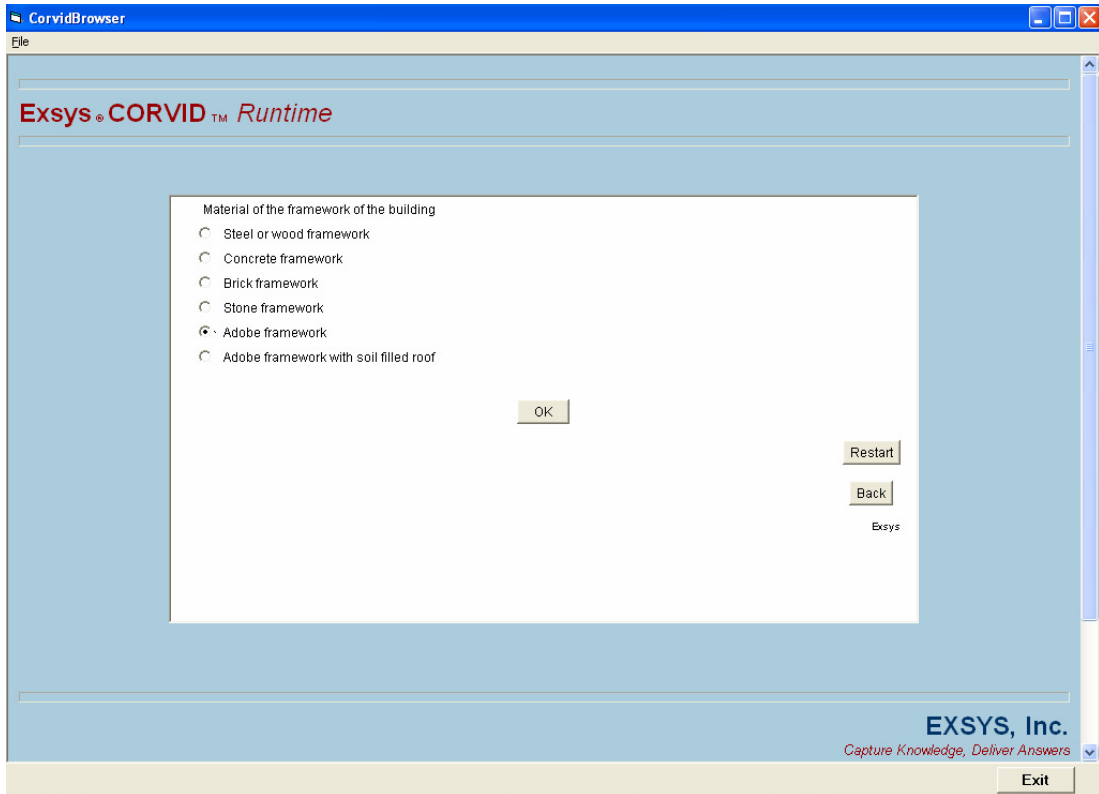 CorvidBrowser
File
Exsys ® CORVID TM Runtime
Material of the framework of the building
Steel or wood framework
Concrete framework
Brick framework
Stone framework
Adobe framework
Adobe framework with soil filled roof
OK
Restart
Back
Exsys
EXSYS, Inc.
Capture Knowledge, Deliver Answers
Exit